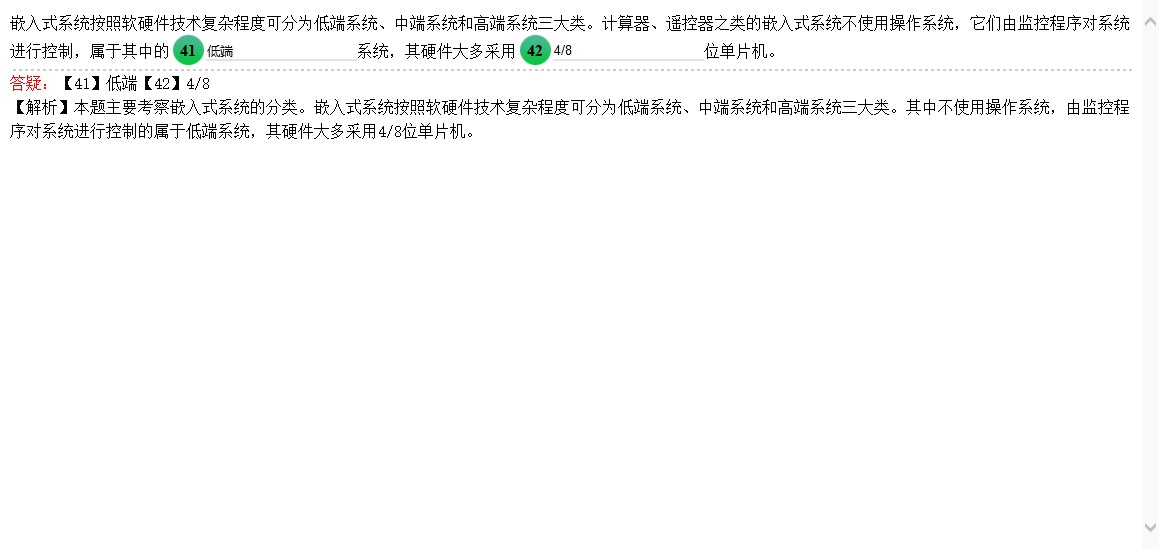 嵌入式系统按照软硬件技术复杂程度可分为低端系统、中端系统和高端系统三大类。计算器、遥控器之类的嵌入式系统不使用操作系统，它们由监控程序对系统
进行控制，属于其中的 41 低端 系统，其硬件大多采用 42 4/8 位单片机。
答疑：【41】低端【42】4/8
【解析】本题主要考察嵌入式系统的分类。嵌入式系统按照软硬件技术复杂程度可分为低端系统、中端系统和高端系统三大类。其中不使用操作系统，由监控程
序对系统进行控制的属于低端系统，其硬件大多采用4/8位单片机。